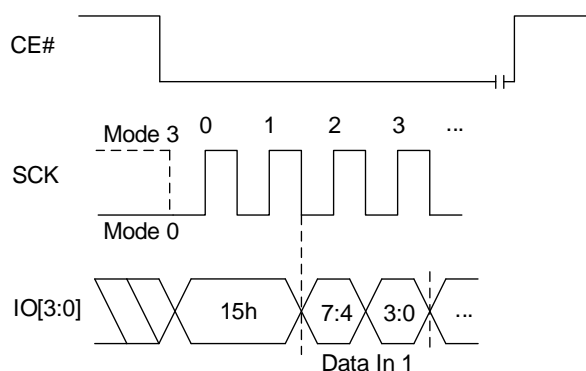 CE#
0 1 2 3 ...
Mode 3
SCK
Mode 0
IO[3:0] 15h 7:4 3:0 ...
Data In 1